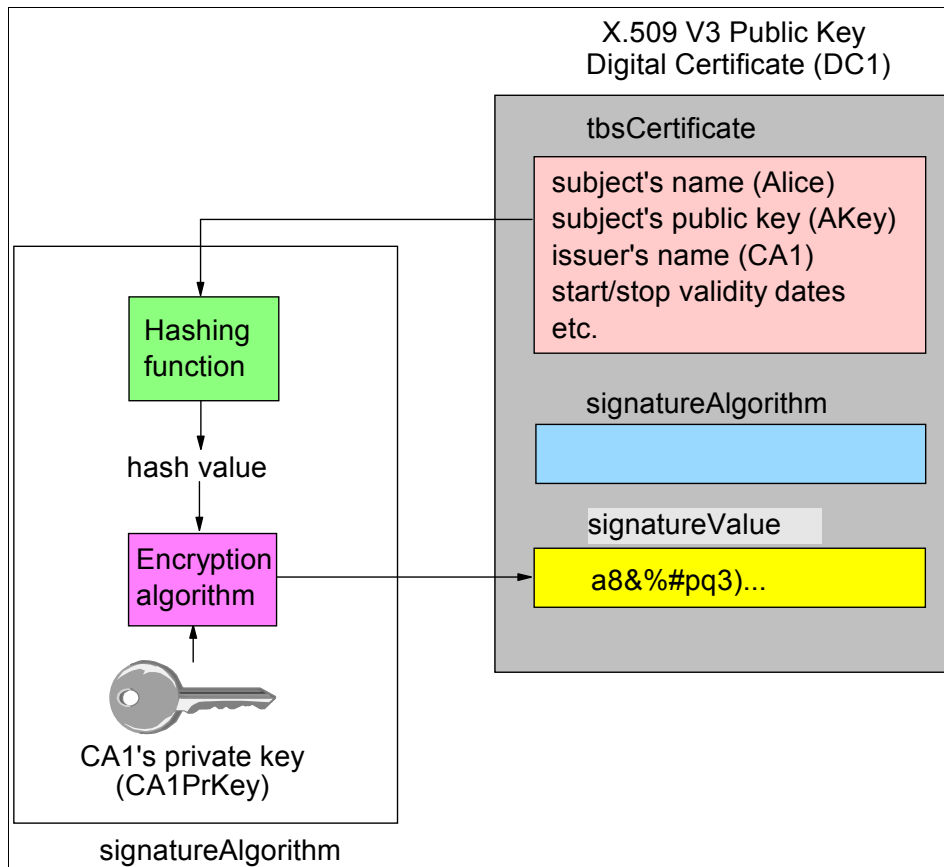 X.509 V3 Public Key
Digital Certificate (DC1)
tbsCertificate
subject's name (Alice)
subject's public key (AKey)
issuer's name (CA1)
start/stop validity dates
etc.
Hashing
function
signatureAlgorithm
hash value
signatureValue
Encryption
algorithm
a8&%#pq3)...
CA1's private key
(CA1PrKey)
signatureAlgorithm